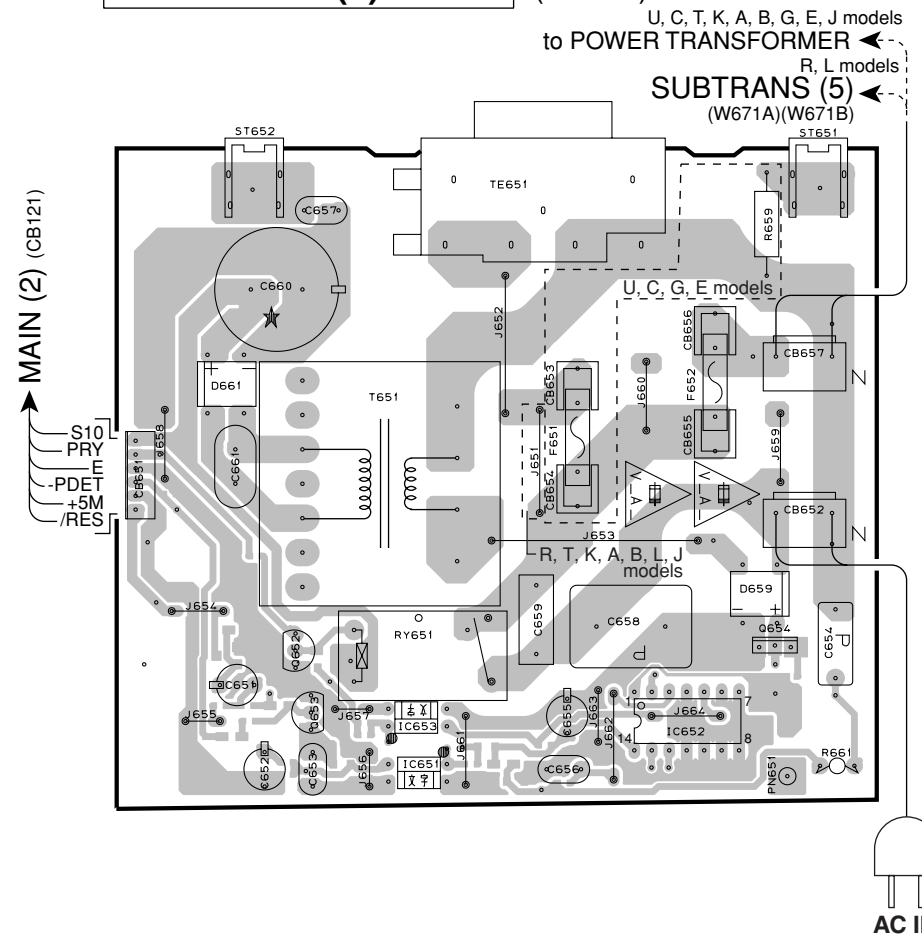 U, C, T, K, A, B, G, E, J models
to POWER TRANSFORMER
R, L models
SUBTRANS (5)
(W671A)(W671B)
ST652
ST651
TE651
C657
R659
MAIN (2) (CB121)
C660
U, C, G, E models
J652
CB656
CB657
N
D661
T651
CB653
J660
F652
S10
PRY
E
-PDET
+5M
/RES
J658
CB651
C661
F651
J651
CB655
J659
CB654
V A
V A
CB652
N
J653
R, T, K, A, B, L, J
models
D659
J654
RY651
C659
C658
Q654
C654
P
Q652
C651
P
J655
Q653
J657
IC653
C655
J663
J662
1
7
J664
IC652
14
8
J661
C652
C653
J656
IC651
C656
PN651
R661
AC I